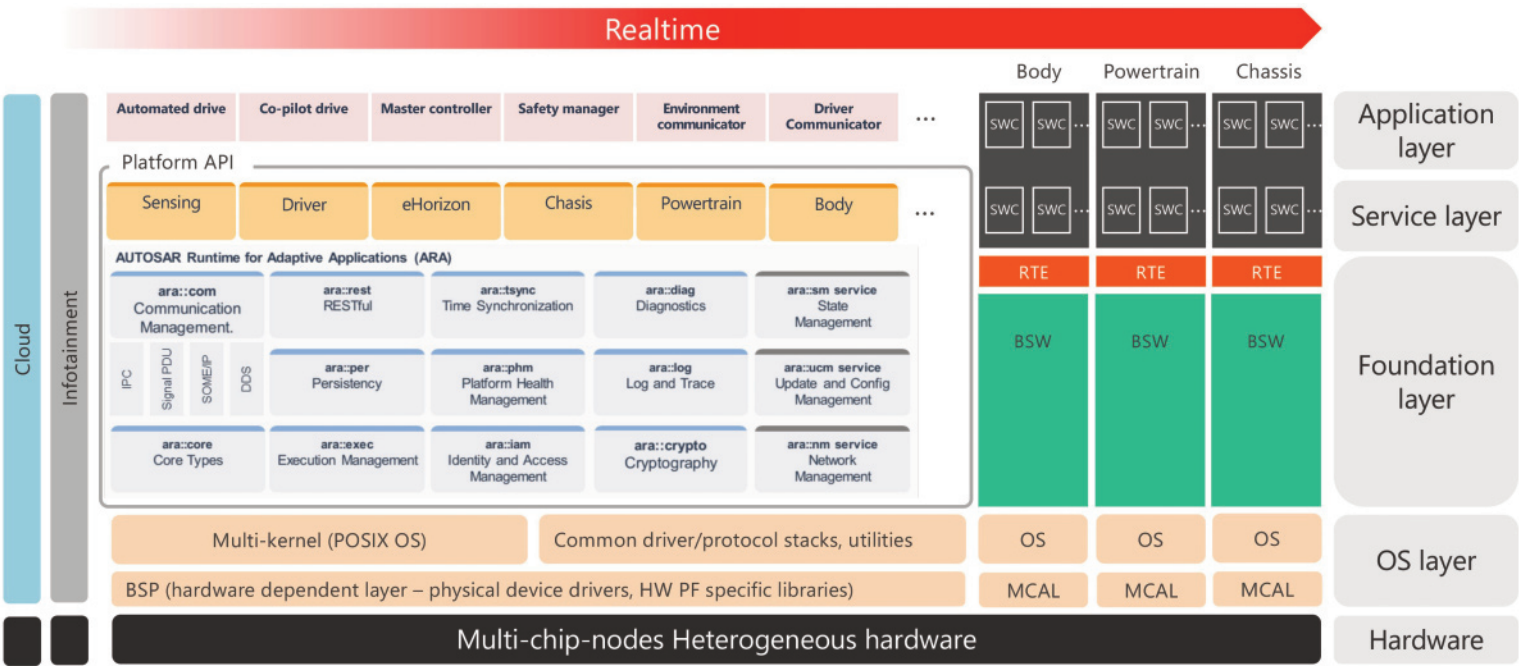 Realtime
Body Powertrain Chassis
Cloud
Infotainment
Automated drive
Co-pilot drive
Master controller
Safety manager
Environment
communicator
Driver
Communicator
...
SWC SWC ... SWC SWC ... SWC SWC ...
Application
layer
Platform API
Sensing
Driver
eHorizon
Chasis
Powertrain
Body
...
SWC SWC ... SWC SWC ... SWC SWC ...
Service layer
AUTOSAR Runtime for Adaptive Applications (ARA)
ara::com
Communication
Management.
ara::rest
RESTful
ara::tsync
Time Synchronization
ara::diag
Diagnostics
ara::sm service
State
Management
IPC
Signal PDU
SOME/IP
DDS
ara::per
Persistency
ara::phm
Platform Health
Management
ara::log
Log and Trace
ara::ucm service
Update and Config
Management
ara::core
Core Types
ara::exec
Execution Management
ara::iam
Identity and Access
Management
ara::crypto
Cryptography
ara::nm service
Network
Management
RTE RTE RTE
BSW BSW BSW
Foundation
layer
Multi-kernel (POSIX OS)
Common driver/protocol stacks, utilities
OS OS OS
OS layer
BSP (hardware dependent layer – physical device drivers, HW PF specific libraries)
MCAL MCAL MCAL
Multi-chip-nodes Heterogeneous hardware
Hardware